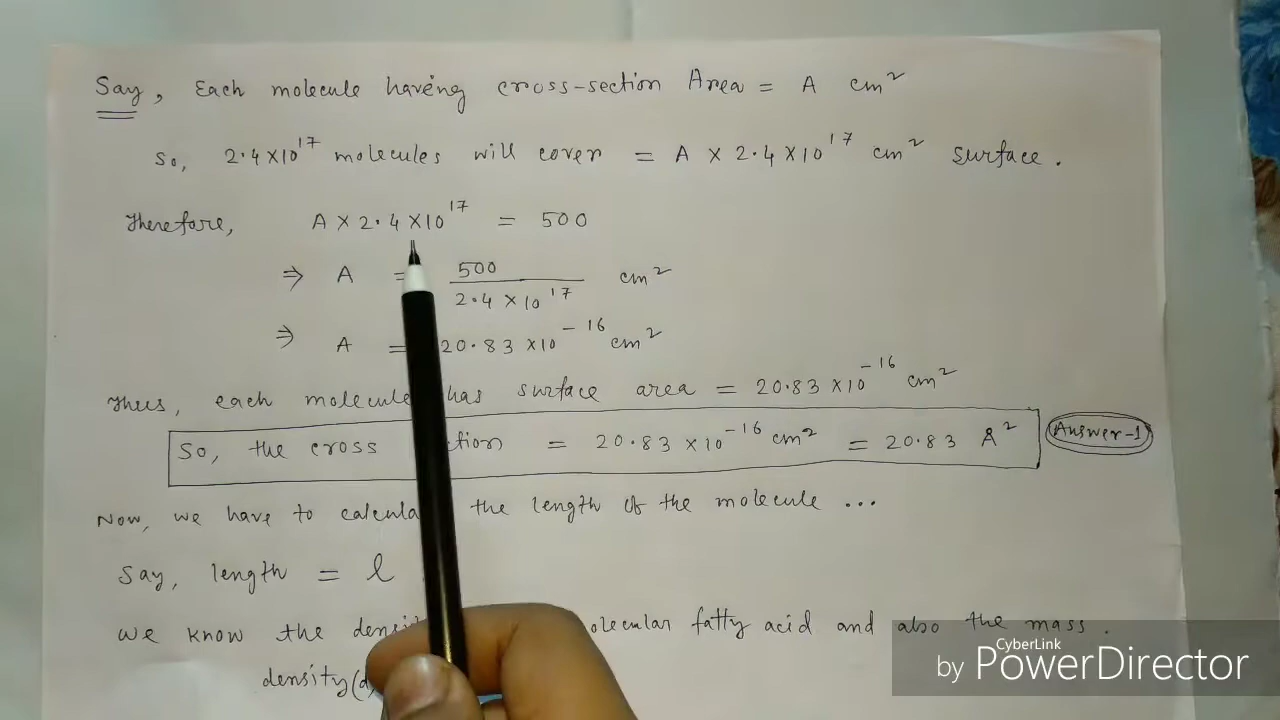 Say, Each molecule having cross-section Area = A cm²
So, 2.4×10¹⁷ molecules will cover = A × 2.4×10¹⁷ cm² surface.
Therefore, A × 2.4×10¹⁷ = 500
⇒ A = 500 / 2.4 × 10¹⁷ cm²
⇒ A = 20.83 ×10⁻¹⁶ cm²
Thus, each molecule has surface area = 20.83 ×10⁻¹⁶ cm²
So, the cross ction = 20.83 ×10⁻¹⁶ cm² = 20.83 Å²
Answer-1
Now, we have to calcula the length of the molecule ...
Say, length = l
We know the densi olecular fatty acid and also the mass.
density(d
CyberLink
by PowerDirector